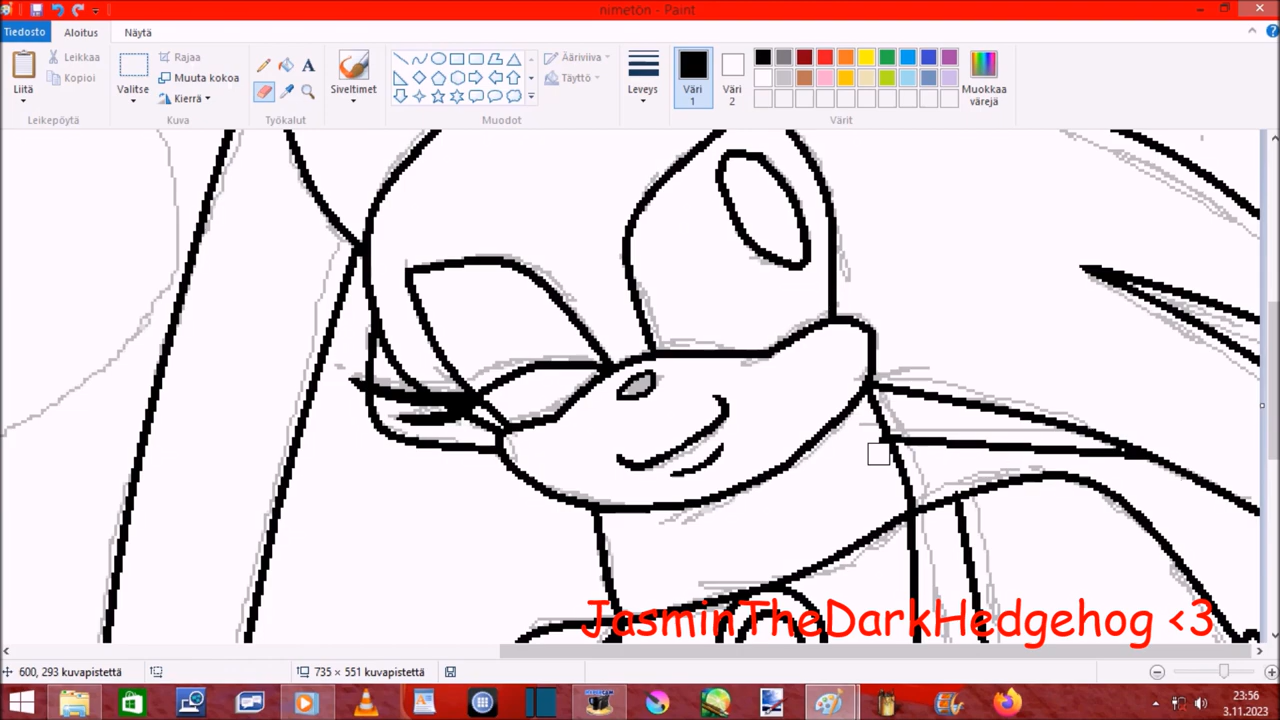 nimetön - Paint
Tiedosto Aloitus Näytä
Liitä Leikkaa Kopioi Valitse Rajaa Muuta kokoa Kierrä Siveltimet Ääriviiva Täyttö Leveys Väri 1 Väri 2 Muokkaa värejä
Leikepöytä Kuva Työkalut Muodot Värit
JasminTheDarkHedgehog <3
600, 293 kuvapistettä 735 × 551 kuvapistettä
23:56
3.11.2023